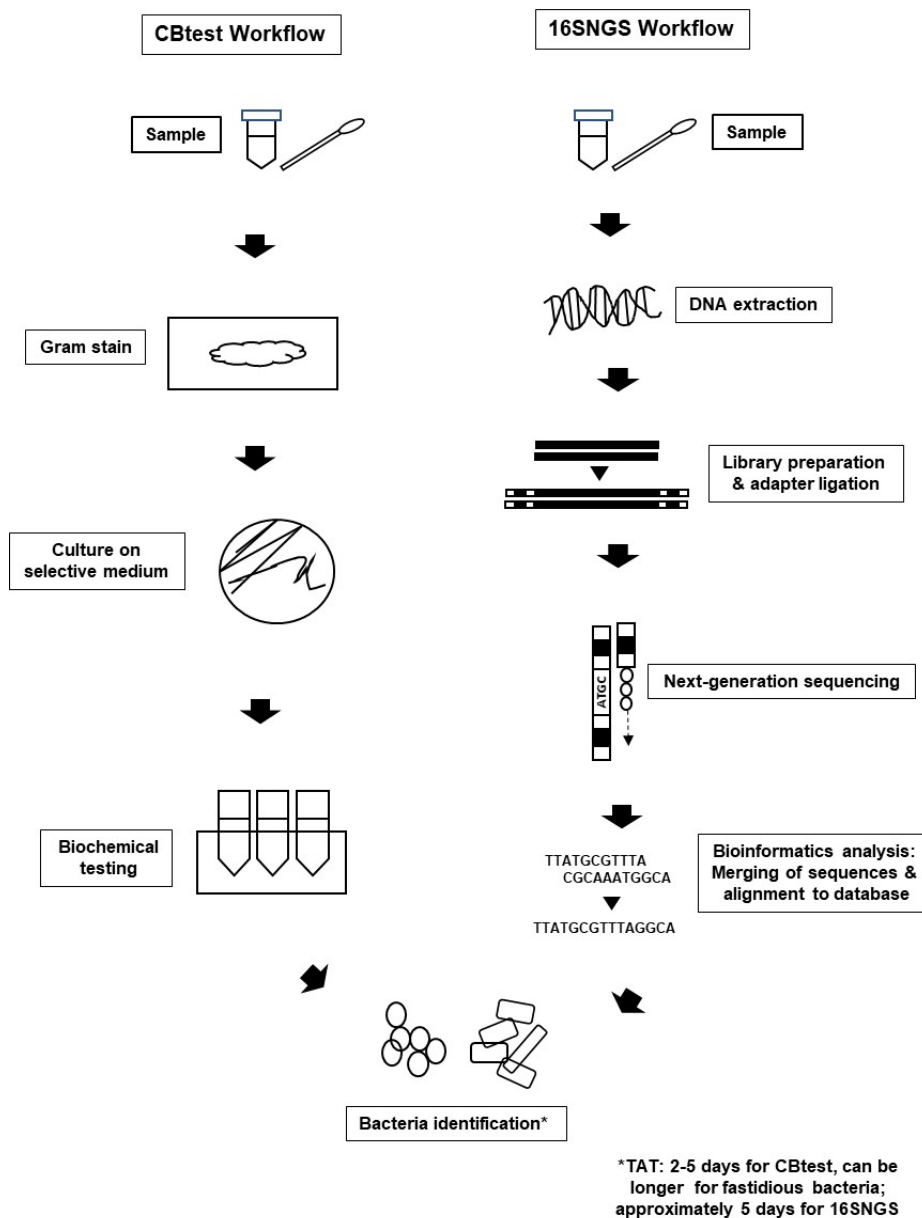 CBtest Workflow
Sample
Gram stain
Culture on
selective medium
Biochemical
testing
16SNGS Workflow
Sample
DNA extraction
Library preparation
& adapter ligation
ATGC
Next-generation sequencing
TTATGCGTTTA
CGCAAATGGCA
TTATGCGTTTAGGCA
Bioinformatics analysis:
Merging of sequences &
alignment to database
Bacteria identification*
*TAT: 2-5 days for CBtest, can be
longer for fastidious bacteria;
approximately 5 days for 16SNGS